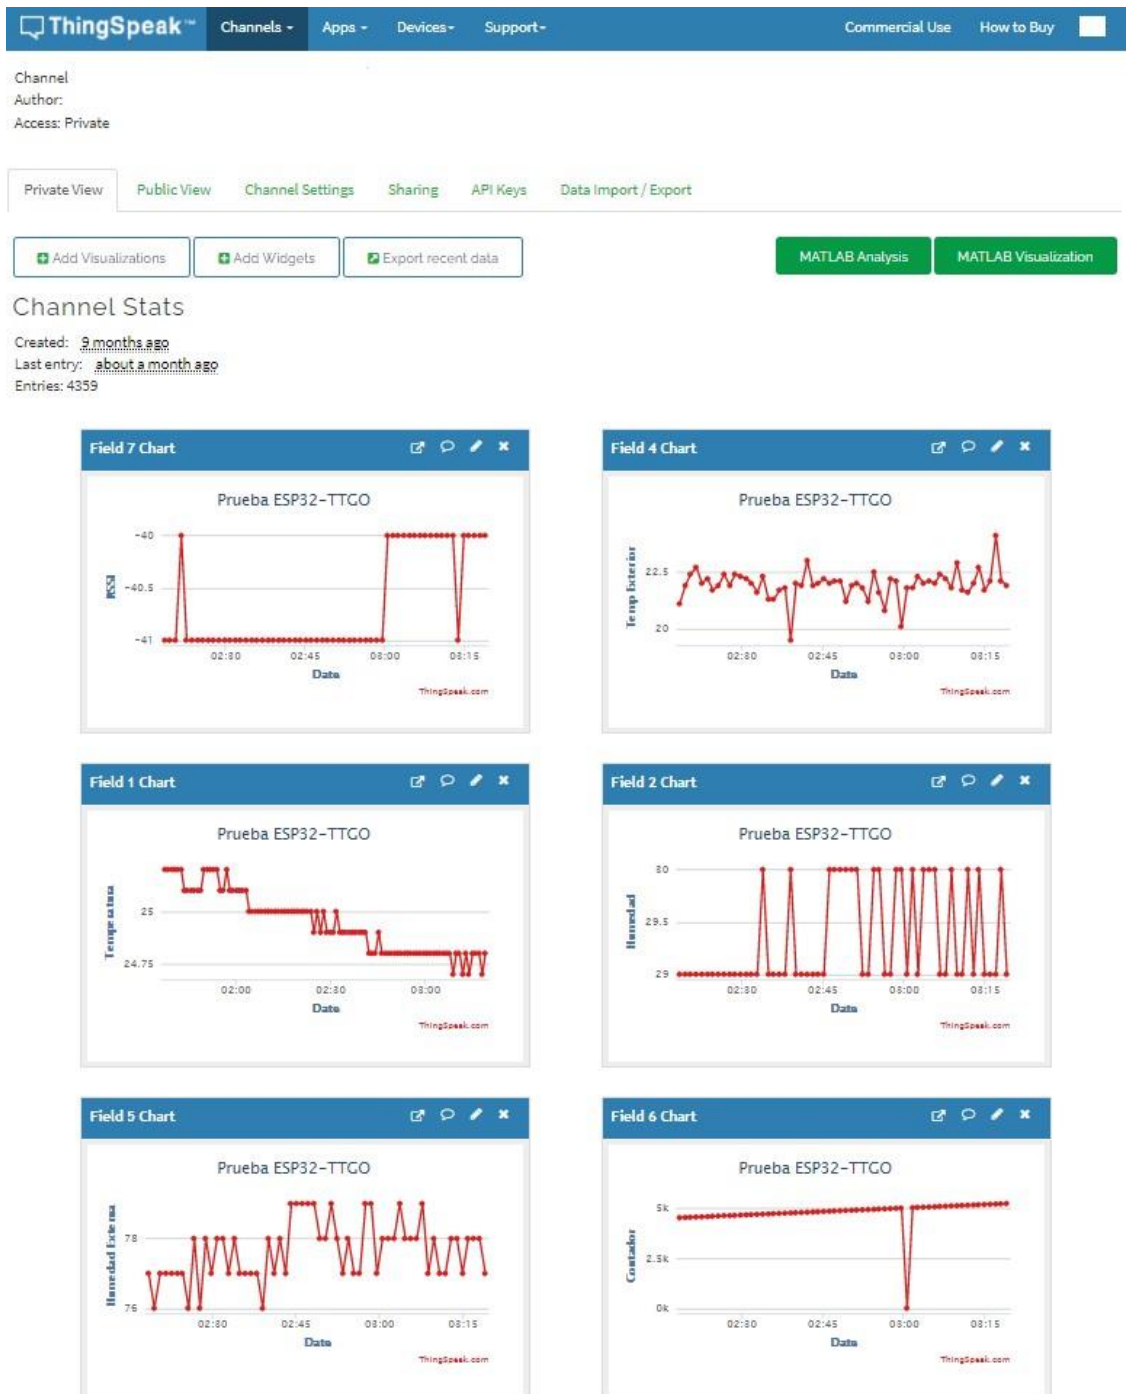 ThingSpeak™ Channels Apps Devices Support Commercial Use How to Buy
Channel
Author:
Access: Private
Private View Public View Channel Settings Sharing API Keys Data Import / Export
Add Visualizations Add Widgets Export recent data MATLAB Analysis MATLAB Visualization
Channel Stats
Created: 9 months ago
Last entry: about a month ago
Entries: 4359
Field 7 Chart
Prueba ESP32-TTGO
RSSI
-40
-40.5
-41
02:30 02:45 03:00 03:15
Date
ThingSpeak.com
Field 4 Chart
Prueba ESP32-TTGO
Temp Exterior
22.5
20
02:30 02:45 03:00 03:15
Date
ThingSpeak.com
Field 1 Chart
Prueba ESP32-TTGO
Temperatura
25
24.75
02:00 02:30 03:00
Date
ThingSpeak.com
Field 2 Chart
Prueba ESP32-TTGO
Humedad
30
29.5
29
02:30 02:45 03:00 03:15
Date
ThingSpeak.com
Field 5 Chart
Prueba ESP32-TTGO
Humedad Externa
78
76
02:30 02:45 03:00 03:15
Date
ThingSpeak.com
Field 6 Chart
Prueba ESP32-TTGO
Contador
5k
2.5k
0k
02:30 02:45 03:00 03:15
Date
ThingSpeak.com